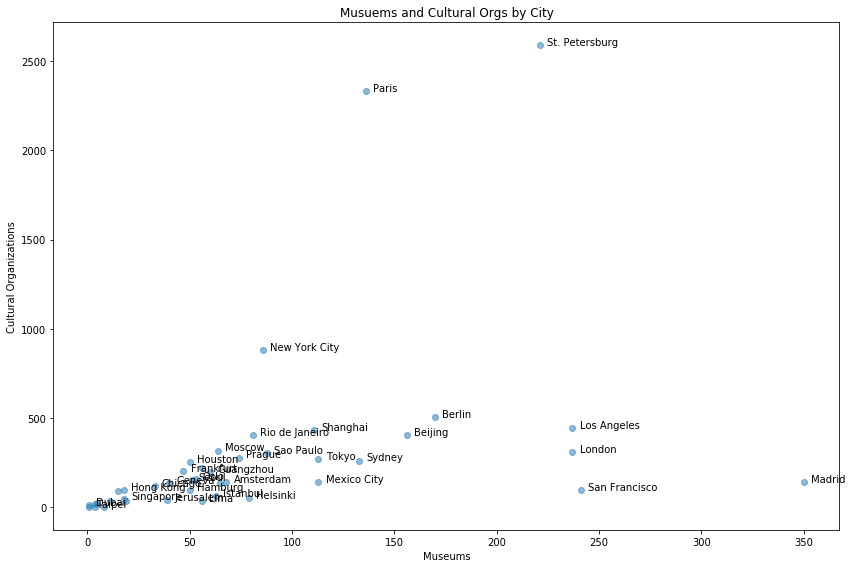 Musuems and Cultural Orgs by City
St. Petersburg
Paris
New York City
Berlin
Los Angeles
Shanghai
Rio de Janeiro
Beijing
Moscow
Sao Paulo
London
Prague
Tokyo
Sydney
Houston
Frankfurt
Guangzhou
Geneva
Amsterdam
Mexico City
Madrid
Chicago
Hong Kong
Hamburg
San Francisco
Singapore
Jerusalem
Lima
Istanbul
Helsinki
Dubai
Taipei
2500
2000
1500
1000
500
0
Cultural Organizations
0
50
100
150
200
250
300
350
Museums